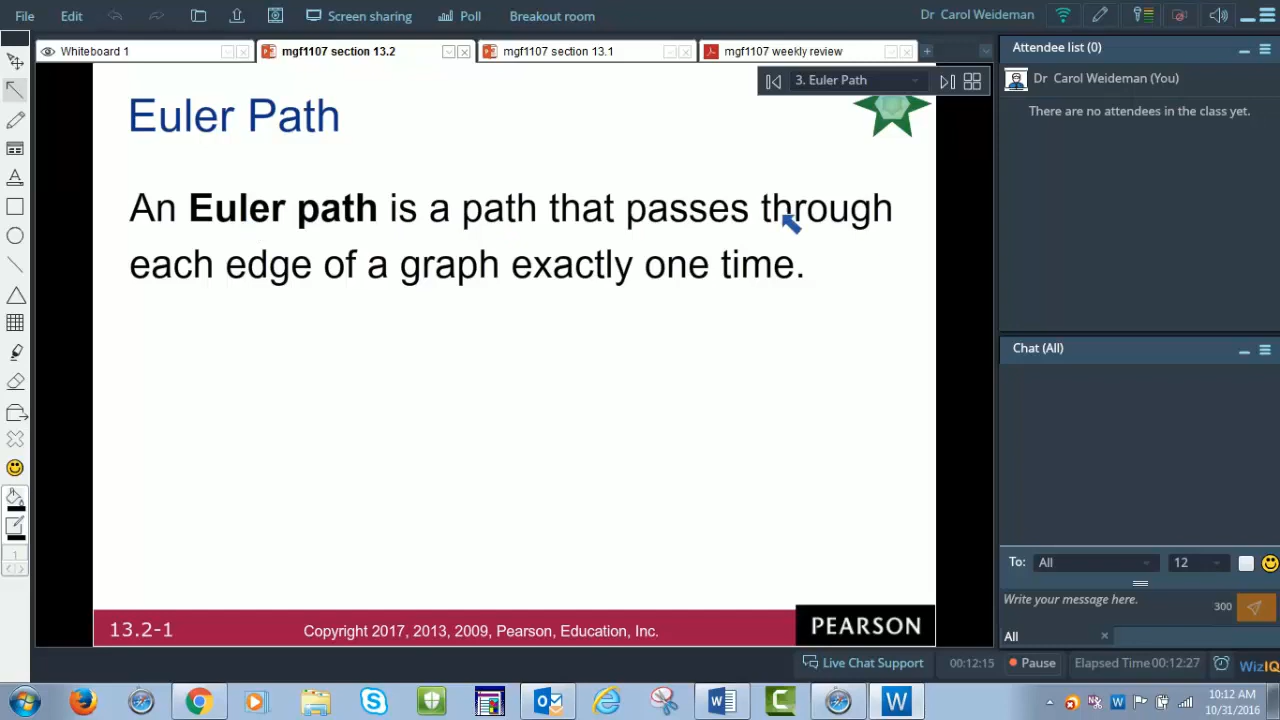 File Edit Screen sharing Poll Breakout room Dr Carol Weideman
Whiteboard 1 mgf1107 section 13.2 mgf1107 section 13.1 mgf1107 weekly review
Attendee list (0)
3. Euler Path
Dr Carol Weideman (You)
There are no attendees in the class yet.
Euler Path
An Euler path is a path that passes through
each edge of a graph exactly one time.
Chat (All)
To: All 12
Write your message here. 300
All
13.2-1 Copyright 2017, 2013, 2009, Pearson, Education, Inc. PEARSON
Live Chat Support 00:12:15 Pause Elapsed Time 00:12:27 WizIQ
1
10:12 AM
10/31/2016